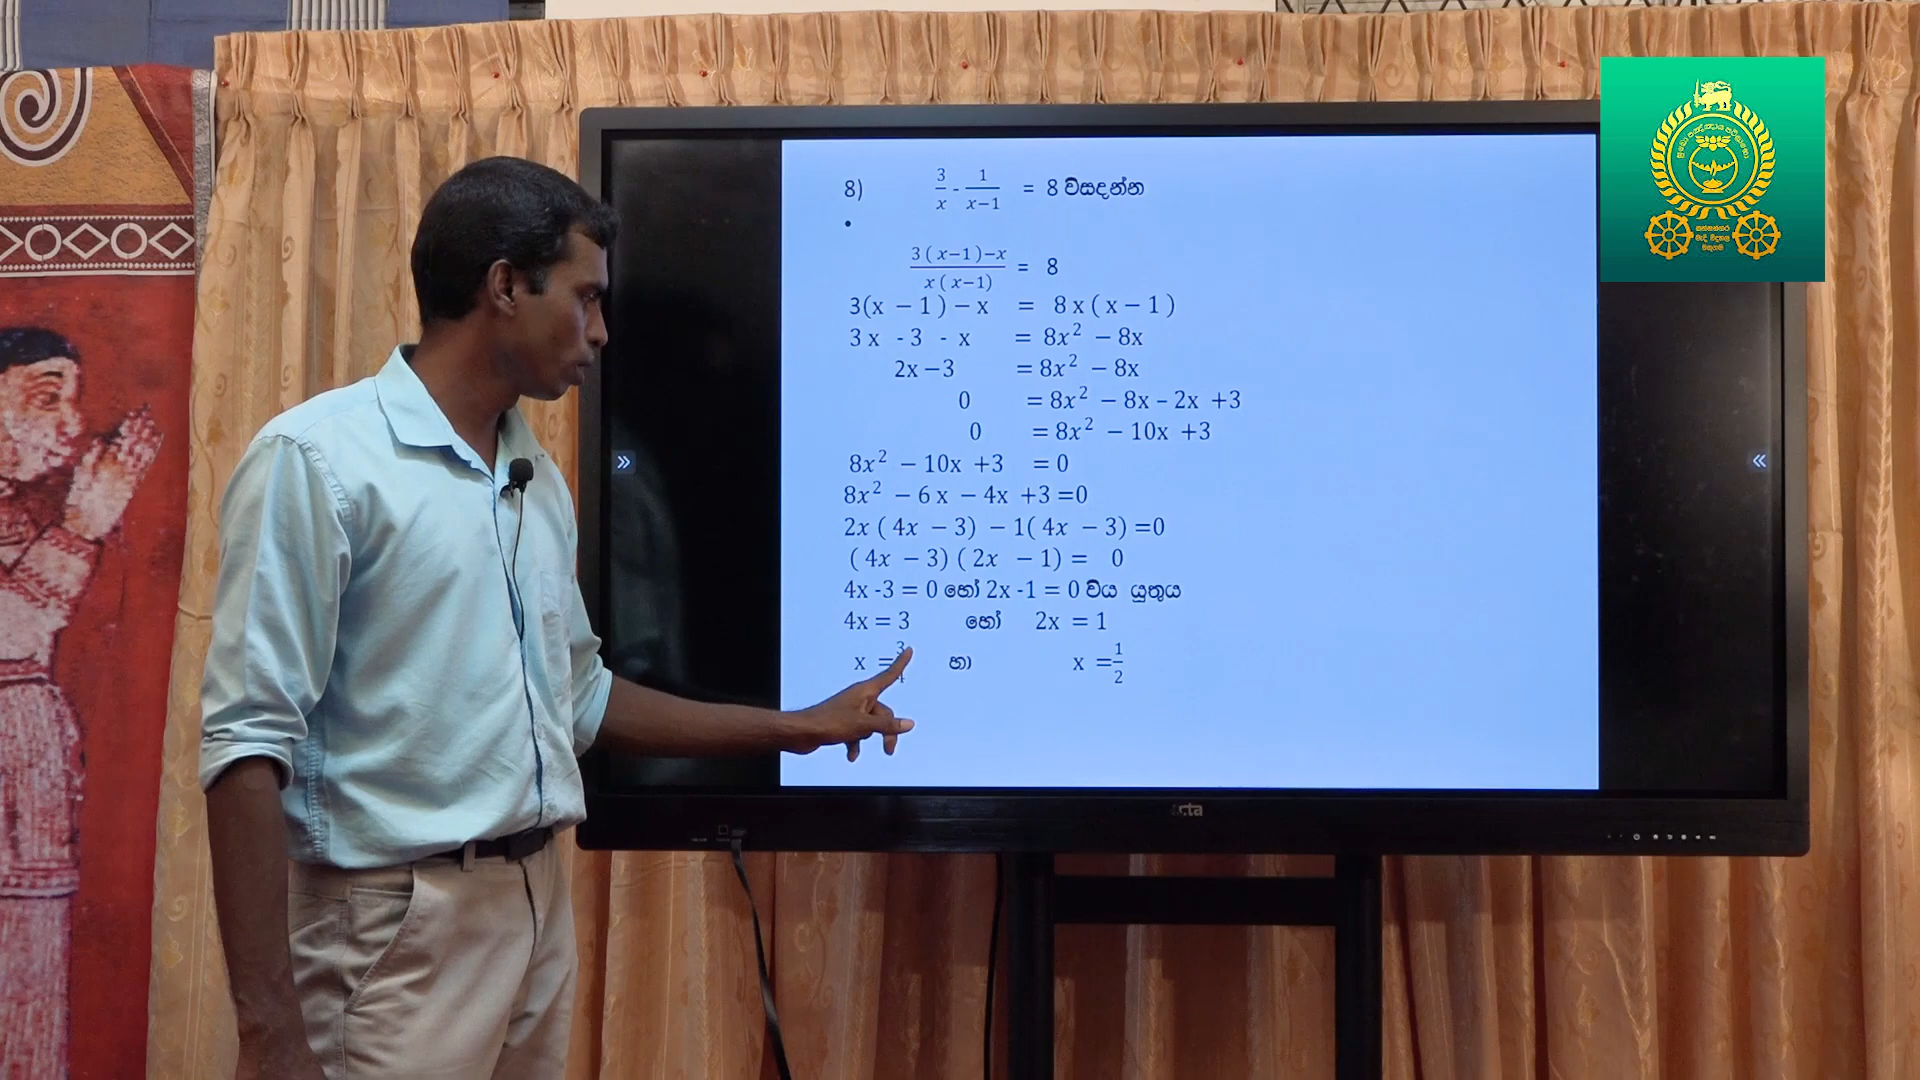 8) 3/x - 1/x−1 = 8 විසඳන්න
•
3(x−1)−x / x(x−1) = 8
3(x − 1) − x = 8x(x − 1)
3x - 3 - x = 8x² − 8x
2x − 3 = 8x² − 8x
0 = 8x² − 8x − 2x +3
0 = 8x² − 10x +3
8x² − 10x +3 = 0
8x² − 6x − 4x +3 =0
2x(4x − 3) − 1(4x − 3) =0
(4x − 3)(2x − 1) = 0
4x -3 = 0 හෝ 2x -1 = 0 විය යුතුය
4x = 3 හෝ 2x = 1
x = 3/4 හා x = 1/2